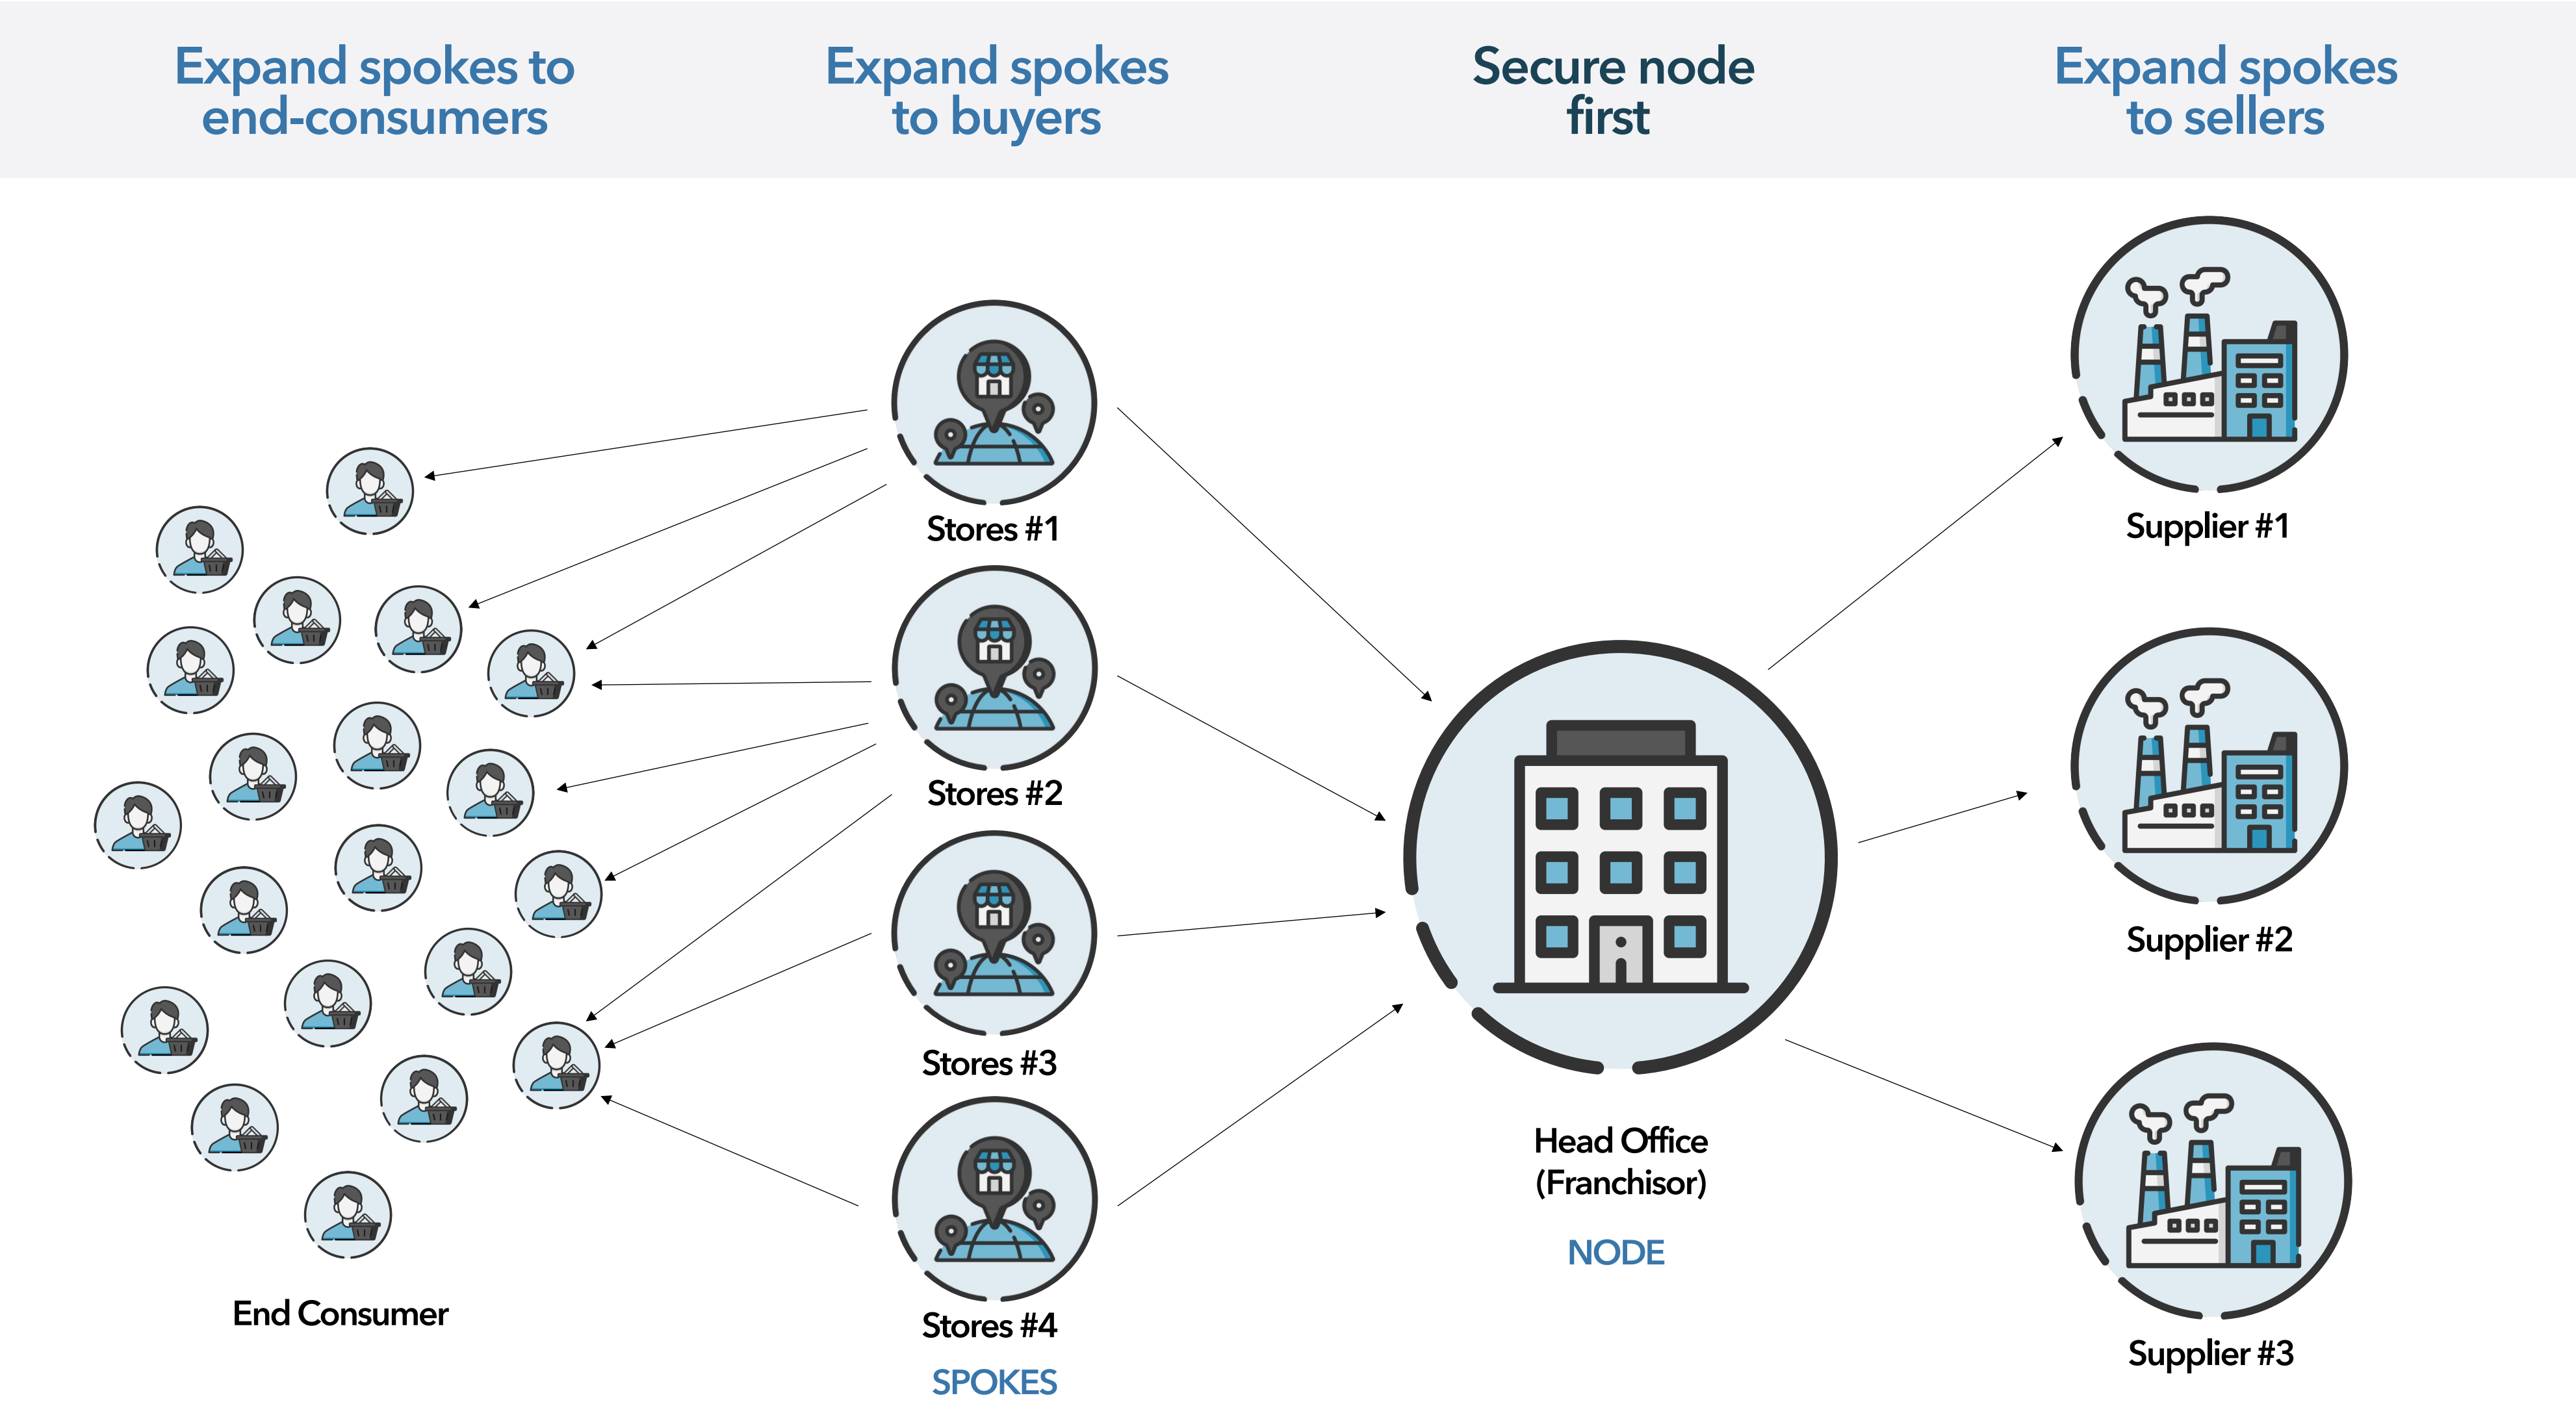 Expand spokes to
end-consumers
Expand spokes
to buyers
Secure node
first
Expand spokes
to sellers
Stores #1
Stores #2
Stores #3
Stores #4
SPOKES
End Consumer
Head Office
(Franchisor)
NODE
Supplier #1
Supplier #2
Supplier #3